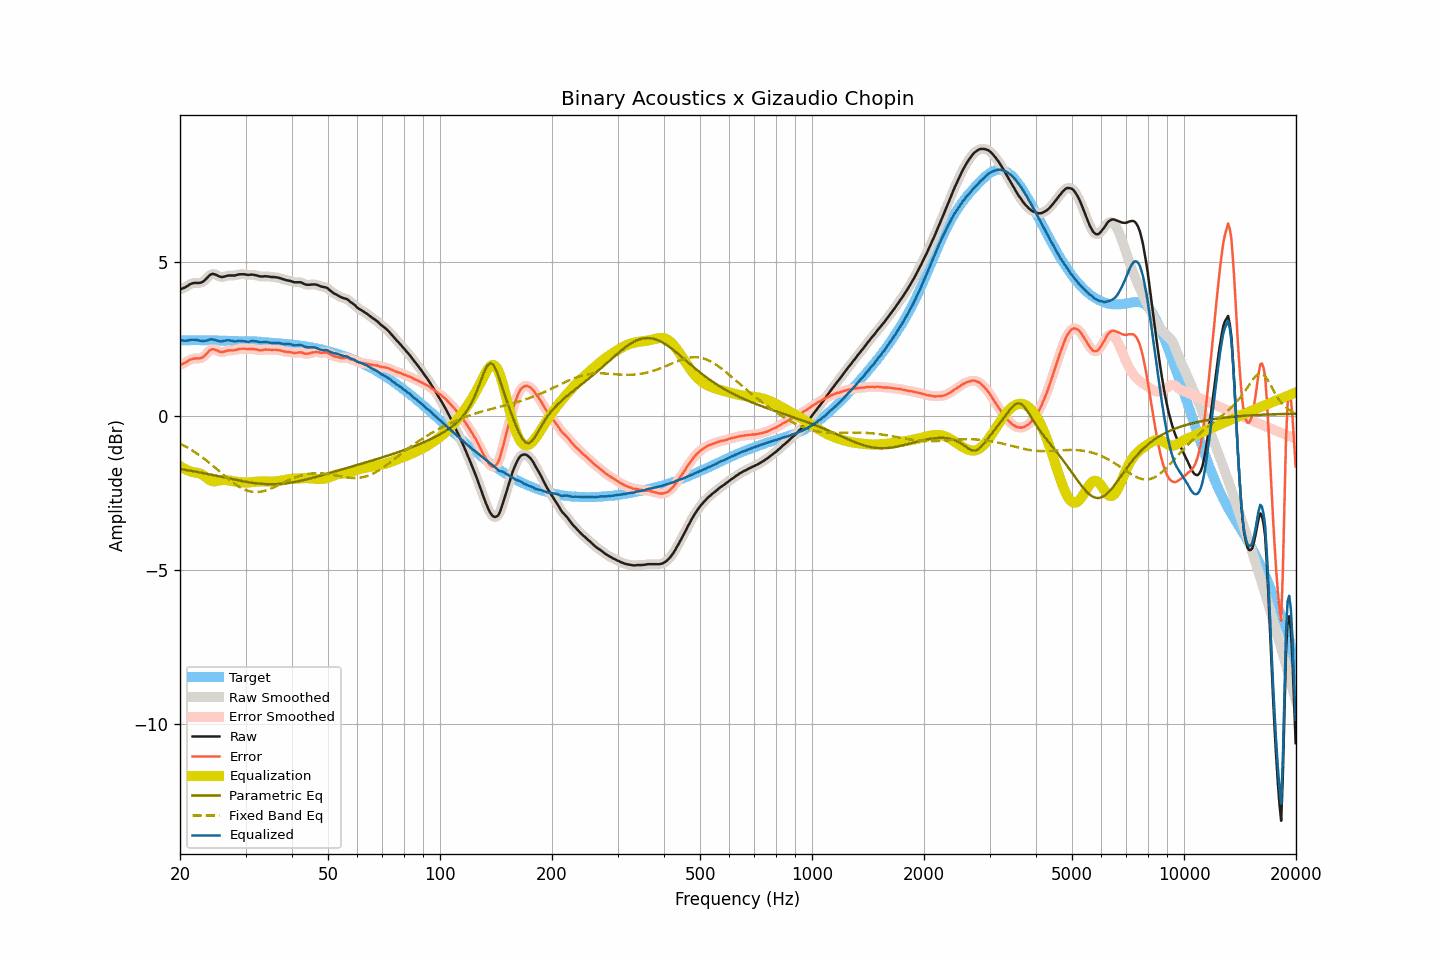 Binary Acoustics x Gizaudio Chopin
Amplitude (dBr)
5
0
−5
−10
Target
Raw Smoothed
Error Smoothed
Raw
Error
Equalization
Parametric Eq
Fixed Band Eq
Equalized
20 50 100 200 500 1000 2000 5000 10000 20000
Frequency (Hz)